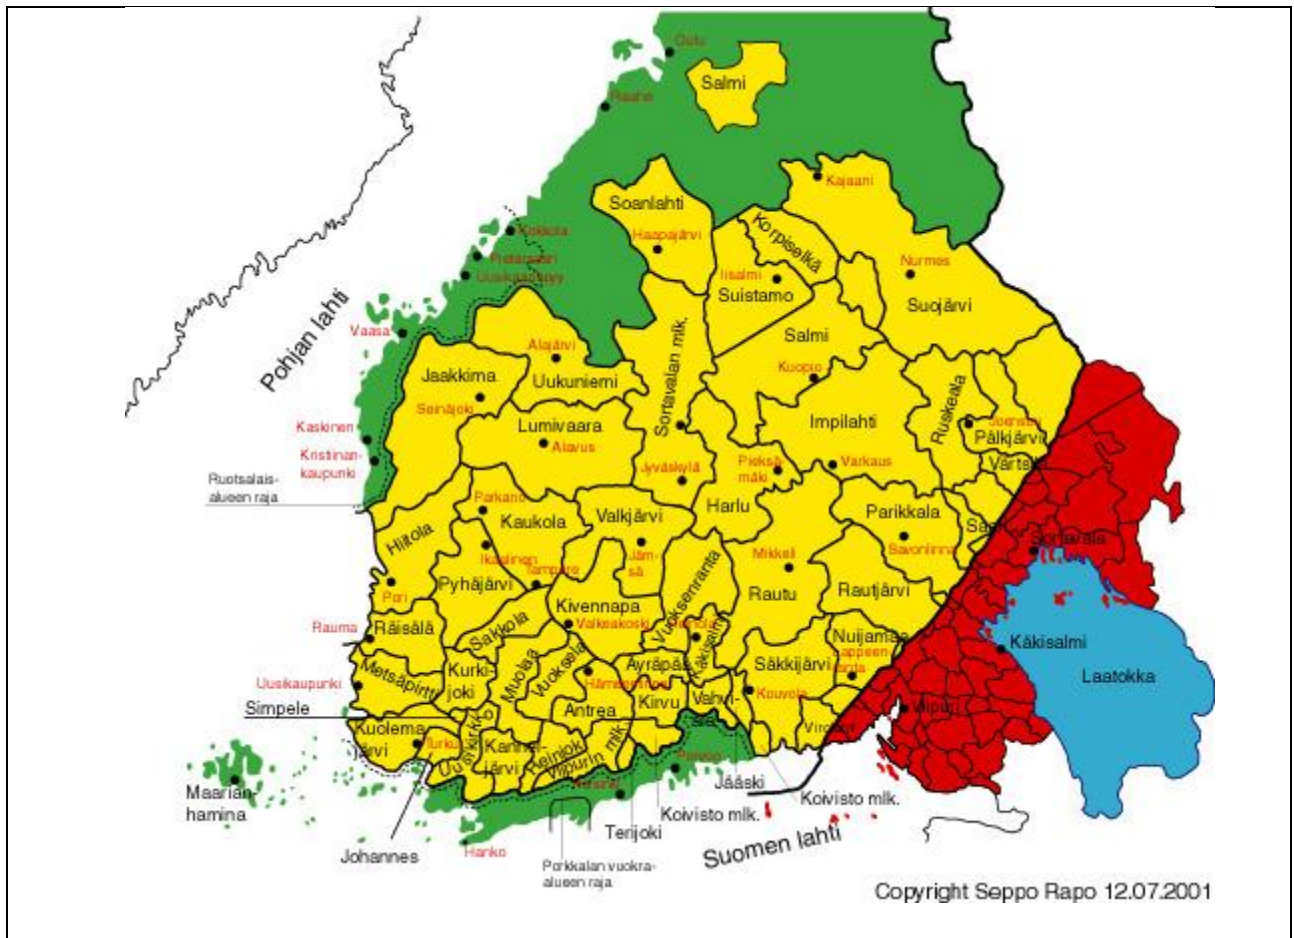 Oulu
Salmi
Raahe
Kajaani
Soanlahti
Haapajärvi
Korpiselkä
Kokkola
Pietarsaari
Nurmes
Iisalmi
Suistamo
Suojärvi
Pohjan lahti
Vaasa
Salmi
Sortavalan mlk.
Alajärvi
Uukuniemi
Jaakkima
Kuopio
Seinäjoki
Ruskeala
Impilahti
Joensuu
Pälkjärvi
Kaskinen
Lumivaara
Alavus
Kristinan-
kaupunki
Jyväskylä
Pieksä-
mäki
Varkaus
Ruotsalais-
alueen raja
Parkano
Kaukola
Valkjärvi
Harlu
Parikkala
Hiitola
Sortavala
Ikaalinen
Tampere
Jäm-
sä
Mikkeli
Savonlinna
Pyhäjärvi
Pori
Vuoksenranta
Rautu
Rautjärvi
Kivennapa
Valkeakoski
Rauma
Räisälä
Sakkola
Nuijamaa
Käkisalmi
Käkisalmi
Lappeen-
ranta
Metsäpirtti
Kurki-
joki
Muolaa
Vuoksela
Äyräpää
Säkkijärvi
Laatokka
Uusikaupunki
Hämeenlinna
Kouvola
Simpele
Antrea
Kirvu
Vahvi-
Viipuri
Kuolema
järvi
Turku
Uusikirkko
Kannel-
järvi
Heinjoki
Viipurin mlk.
Porvoo
Maarian-
hamina
Jääski
Koivisto mlk.
Koivisto mlk.
Johannes
Hanko
Terijoki
Suomen lahti
Porkkalan vuokra-
alueen raja
Copyright Seppo Rapo 12.07.2001